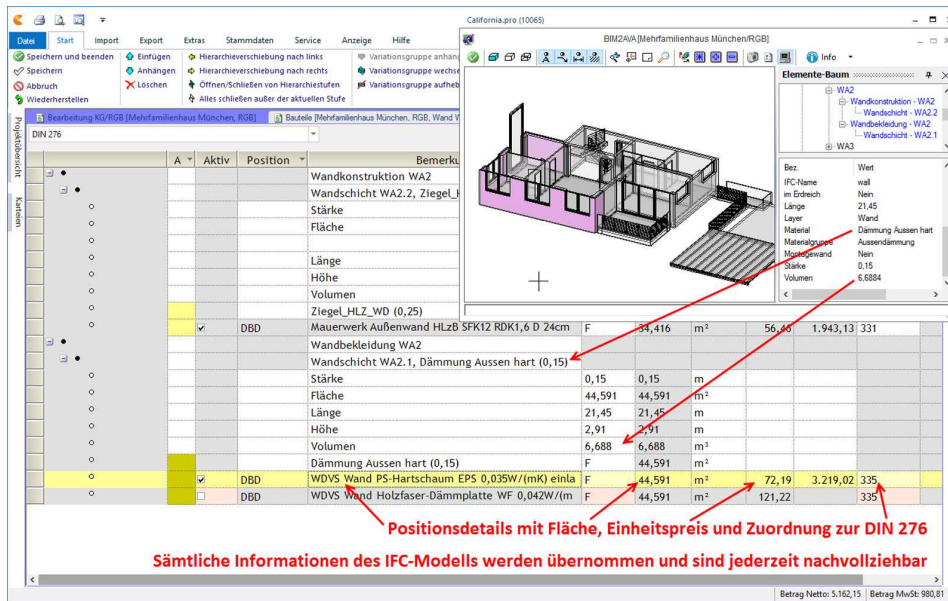 California.pro (10065)
Datei Start Import Export Extras Stammdaten Service Anzeige Hilfe
Speichern und beenden Einfügen Hierarchieverschiebung nach links
Speichern Anhängen Hierarchieverschiebung nach rechts
Abbruch Löschen Öffnen/Schließen von Hierarchiestufen
Wiederherstellen Alles schließen außer der aktuellen Stufe
Variationsgruppe
Variationsgruppe
Variationsgruppe
Bearbeitung KG/RGB [Mehrfamilienhaus München, RGB] Bauteile [Mehrfamilienhaus München, RGB, Wand
Projektübersicht
Karteien
DIN 276
A Aktiv Position
Wandkonstruktion WA2
Wandschicht WA2.2,
Stärke
Fläche
Länge
Höhe
Volumen
Ziegel_HLZ_WD (0,25)
DBD Mauerwerk Außenwand HLzB SFK12 RDK1,6 D 24cm F 34,416 m² 56,46 1.943,13 331
Wandbekleidung WA2
Wandschicht WA2.1, Dämmung Aussen hart (0,15)
Stärke 0,15 0,15 m
Fläche 44,591 44,591 m²
Länge 21,45 21,45 m
Höhe 2,91 2,91 m
Volumen 6,688 6,688 m³
Dämmung Aussen hart (0,15) F 44,591 m²
DBD WDVS Wand PS-Hartschaum EPS 0,035W/(mK) einla F 44,591 m² 72,19 3.219,02 335
DBD WDVS Wand Holzfaser-Dämmplatte WF 0,042W/(m F 44,591 m² 121,22 335
Positionsdetails mit Fläche, Einheitspreis und Zuordnung zur DIN 276
Sämtliche Informationen des IFC-Modells werden übernommen und sind jederzeit nachvollziehbar
Betrag Netto: 5.162,15 Betrag MwSt: 980,81
BIM2AVA [Mehrfamilienhaus München/RGB]
Info
Elemente-Baum
WA2
Wandkonstruktion - WA2
Wandschicht - WA2.2
Wandbekleidung - WA2
Wandschicht - WA2.1
WA3
Bez. Wert
IFC-Name wall
im Erdreich Nein
Länge 21,45
Layer Wand
Material Dämmung Aussen hart
Materialgruppe Aussendämmung
Montagewand Nein
Stärke 0,15
Volumen 6,6884